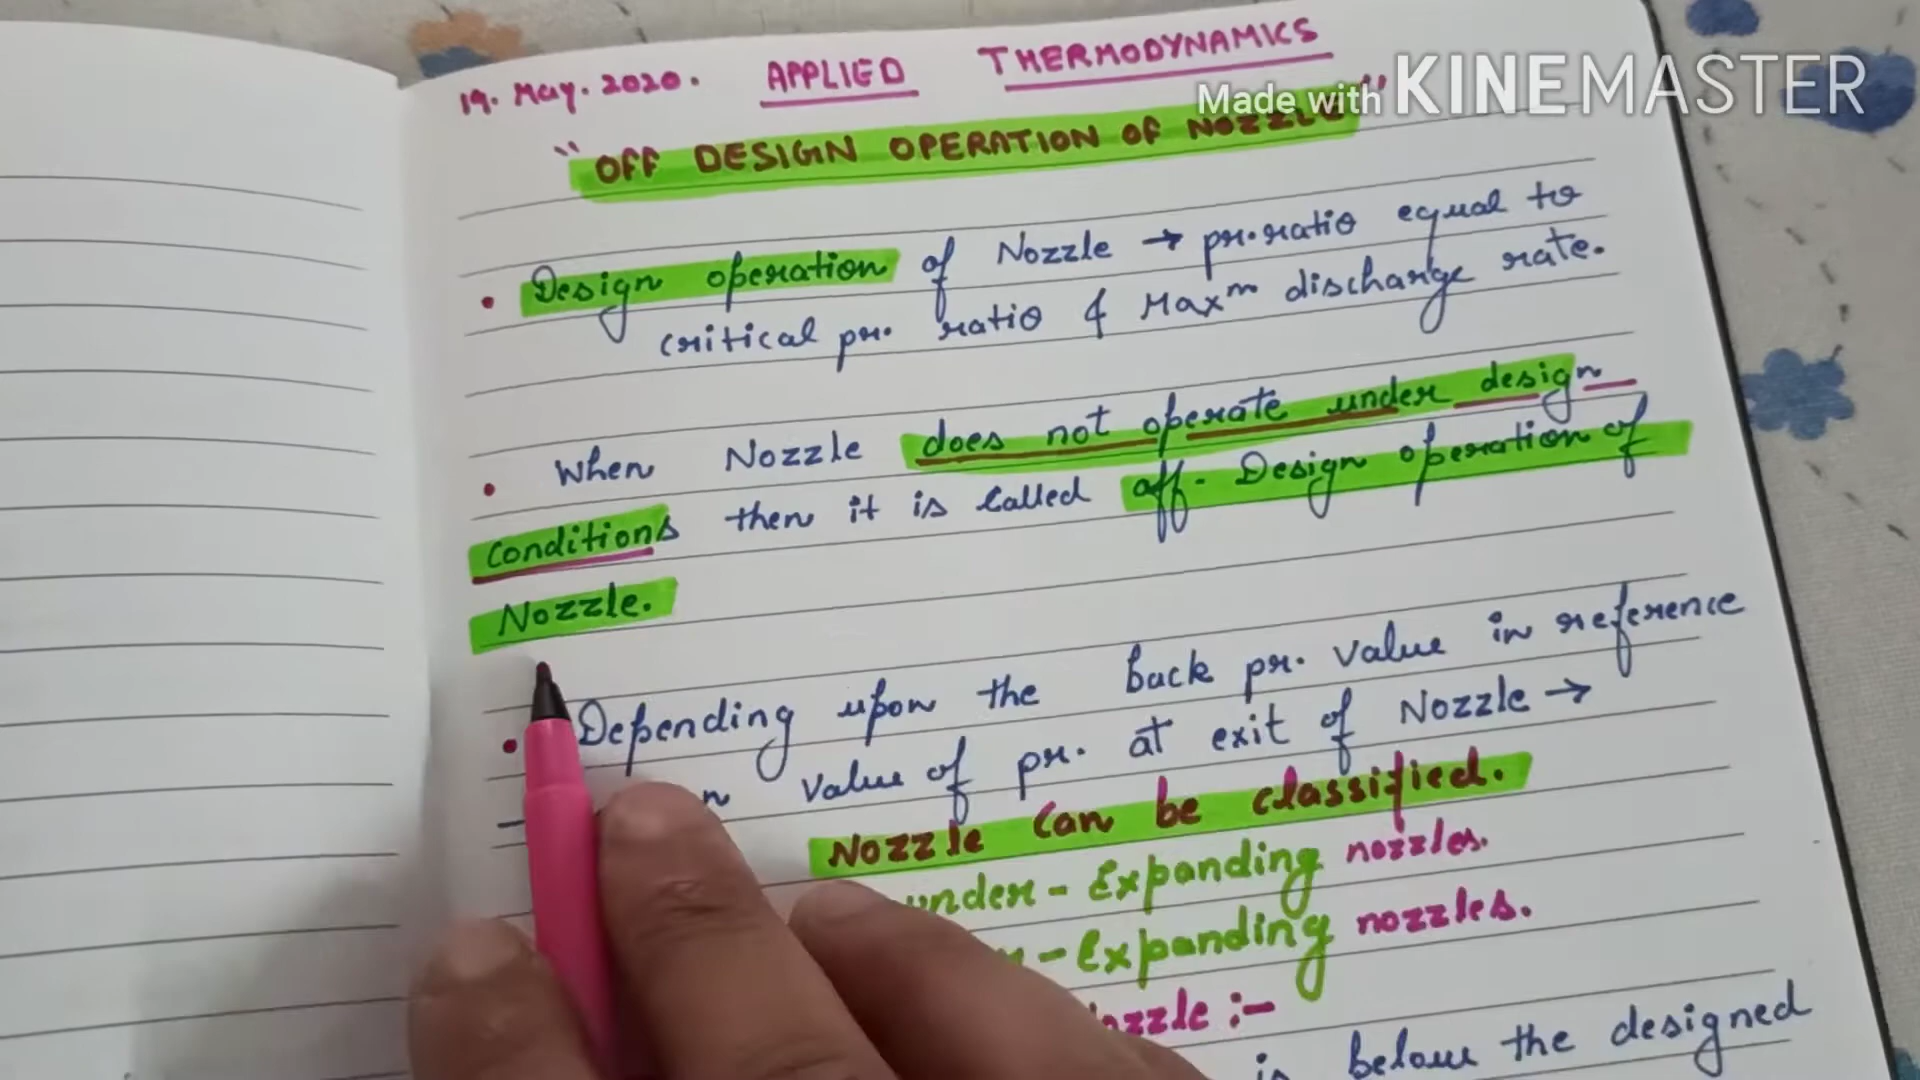 19. May. 2020. APPLIED THERMODYNAMICS
Made with KINEMASTER
"OFF DESIGN OPERATION OF NOZZLE"
• Design operation of Nozzle → pr. ratio equal to
critical pr. ratio & Maxm discharge rate.
• When Nozzle does not operate under design
conditions then it is called off-Design operation of
Nozzle.
• Depending upon the back pr. value in reference
value of pr. at exit of Nozzle →
Nozzle can be classified.
under-Expanding nozzles.
-Expanding nozzles.
:-
is below the designed